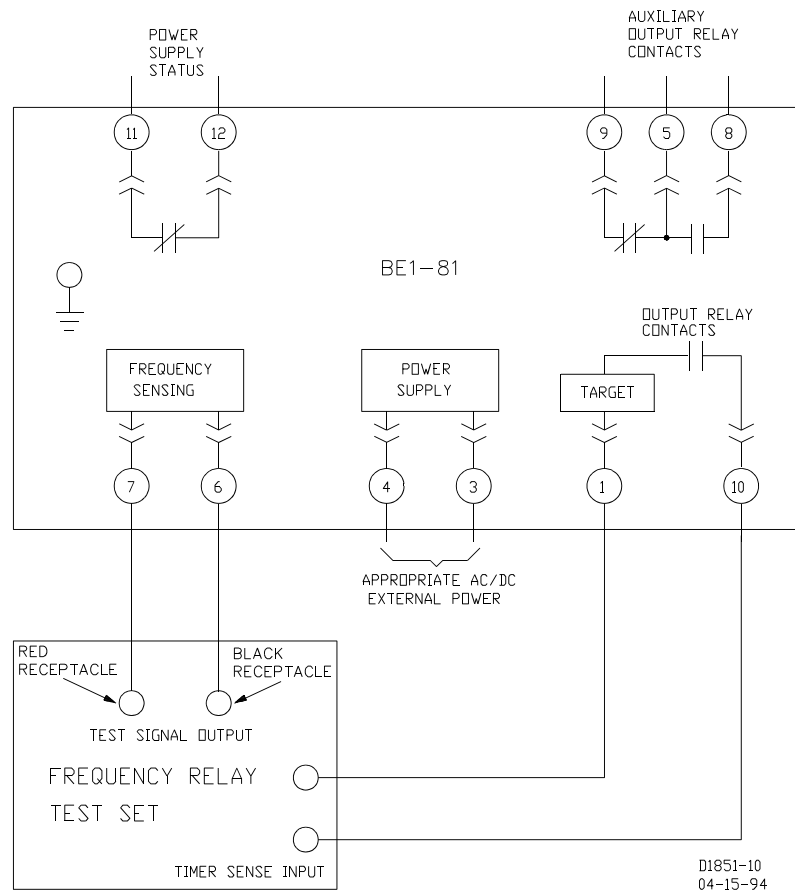 POWER
SUPPLY
STATUS
AUXILIARY
OUTPUT RELAY
CONTACTS
11
12
9
5
8
BE1-81
OUTPUT RELAY
CONTACTS
FREQUENCY
SENSING
POWER
SUPPLY
TARGET
7
6
4
3
1
10
APPROPRIATE AC/DC
EXTERNAL POWER
RED
RECEPTACLE
BLACK
RECEPTACLE
TEST SIGNAL OUTPUT
FREQUENCY RELAY
TEST SET
TIMER SENSE INPUT
D1851-10
04-15-94